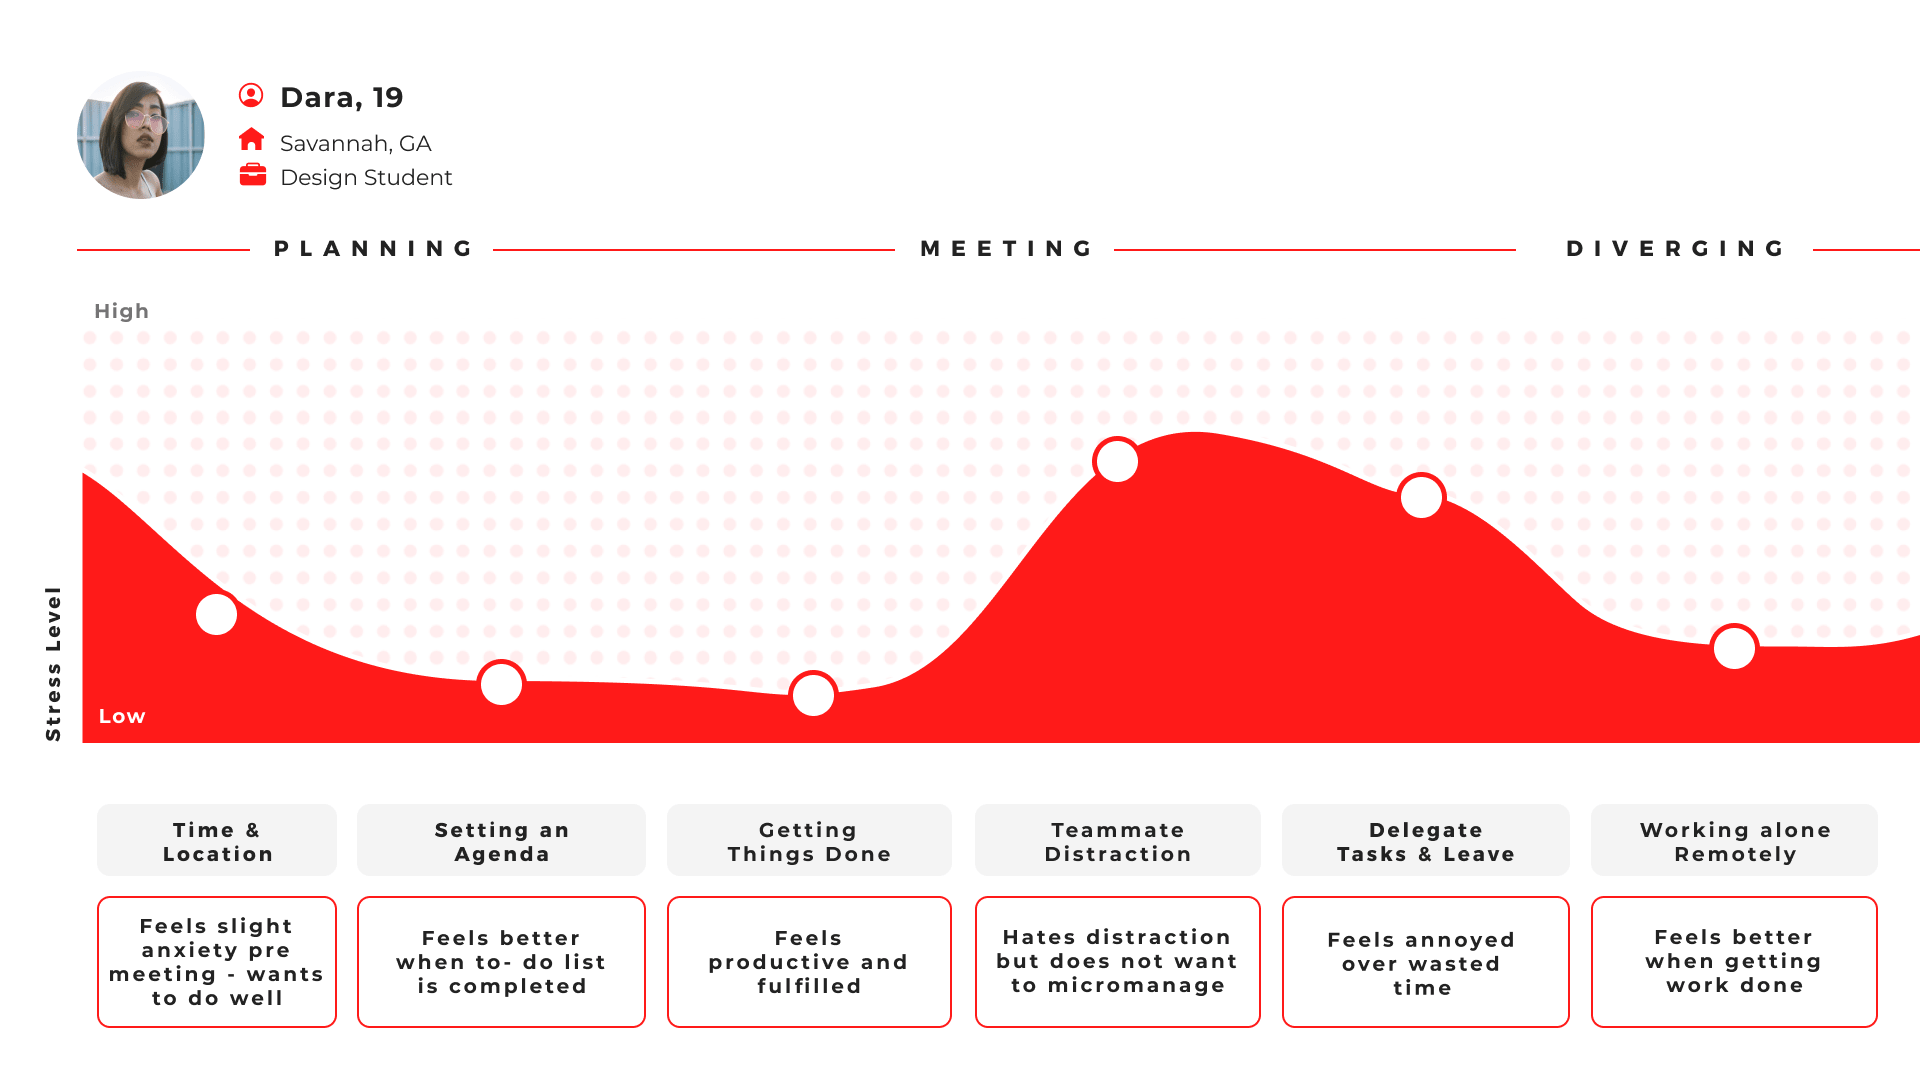 Dara, 19
Savannah, GA
Design Student
PLANNING
MEETING
DIVERGING
High
Stress Level
Low
Time &
Location
Setting an
Agenda
Getting
Things Done
Teammate
Distraction
Delegate
Tasks & Leave
Working alone
Remotely
Feels slight
anxiety pre
meeting - wants
to do well
Feels better
when to- do list
is completed
Feels
productive and
fulfilled
Hates distraction
but does not want
to micromanage
Feels annoyed
over wasted
time
Feels better
when getting
work done